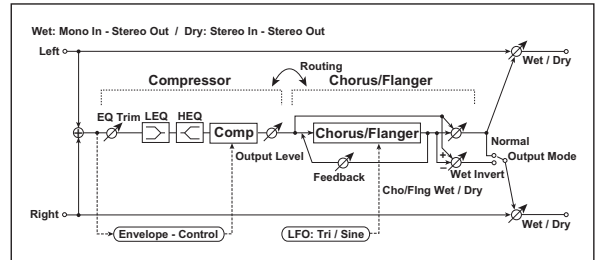 Wet: Mono In - Stereo Out / Dry: Stereo In - Stereo Out
Left
Wet / Dry
Routing
Compressor
Chorus/Flanger
EQ Trim
LEQ
HEQ
Comp
Chorus/Flanger
Output Level
Normal
Output Mode
+
−
Wet Invert
Feedback
Cho/Flng Wet / Dry
Right
Wet / Dry
Envelope - Control
LFO: Tri / Sine